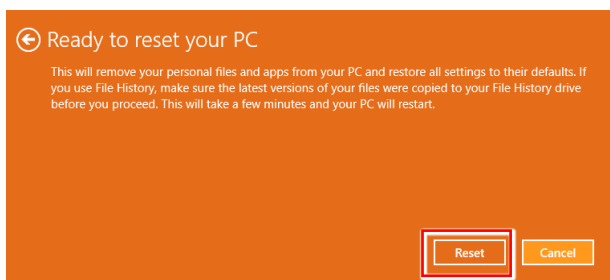 Ready to reset your PC
This will remove your personal files and apps from your PC and restore all settings to their defaults. If
you use File History, make sure the latest versions of your files were copied to your File History drive
before you proceed. This will take a few minutes and your PC will restart.
Reset
Cancel